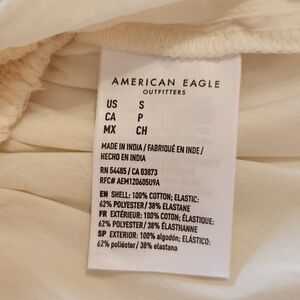 AMERICAN EAGLE
OUTFITTERS
US S
CA P
MX CH
MADE IN INDIA / FABRIQUÉ EN INDE /
HECHO EN INDIA
RN 54485 / CA 03873
RFC# AEM120605U9A
EN SHELL: 100% COTTON; ELASTIC:
62% POLYESTER/ 38% ELASTANE
FR EXTÉRIEUR: 100% COTON; ÉLASTIQUE:
62% POLYESTER/ 38% ÉLASTHANNE
SP EXTERIOR: 100% algodón; ELÁSTICO:
62% poliéster/ 38% elastano